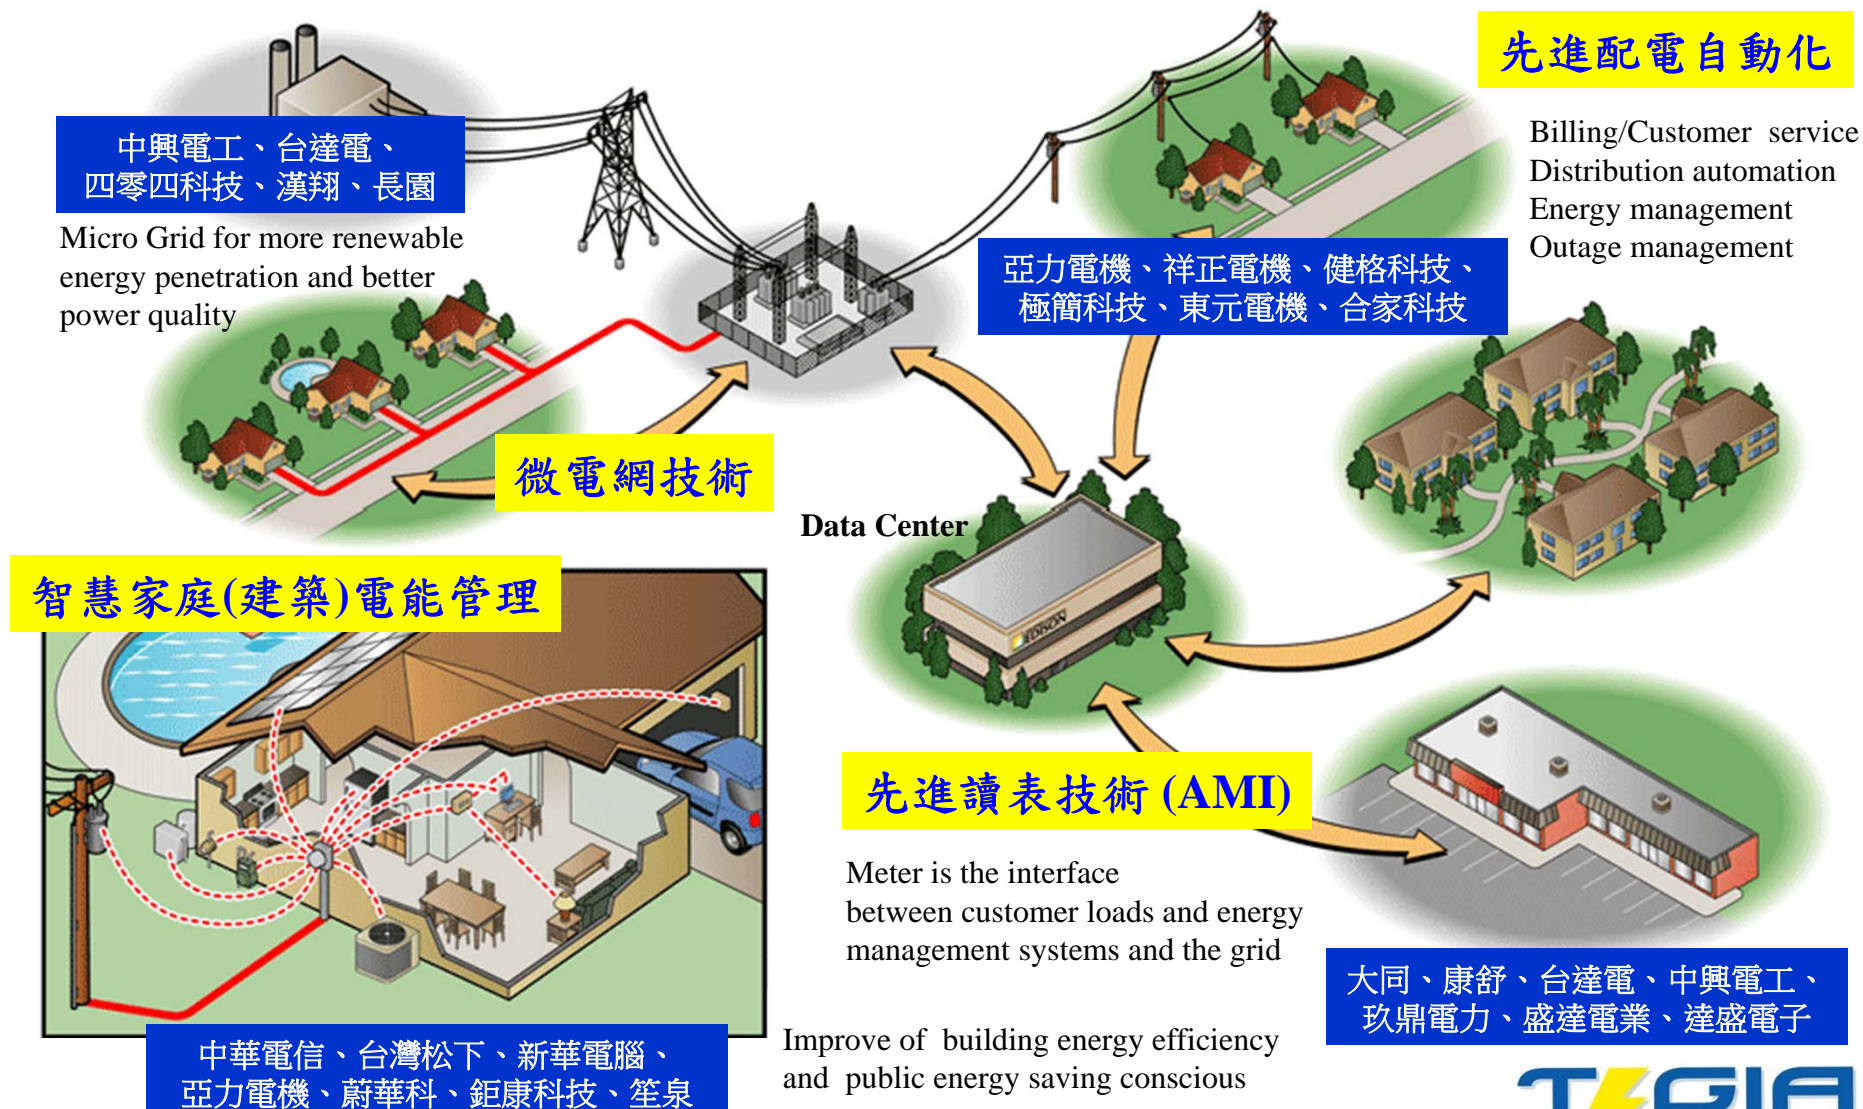 先進配電自動化
Billing/Customer service
Distribution automation
Energy management
Outage management
中興電工、台達電、
四零四科技、漢翔、長園
Micro Grid for more renewable
energy penetration and better
power quality
亞力電機、祥正電機、健格科技、
極簡科技、東元電機、合家科技
微電網技術
Data Center
EDISON
智慧家庭(建築)電能管理
先進讀表技術 (AMI)
Meter is the interface
between customer loads and energy
management systems and the grid
大同、康舒、台達電、中興電工、
玖鼎電力、盛達電業、達盛電子
中華電信、台灣松下、新華電腦、
亞力電機、蔚華科、鉅康科技、笙泉
Improve of building energy efficiency
and public energy saving conscious